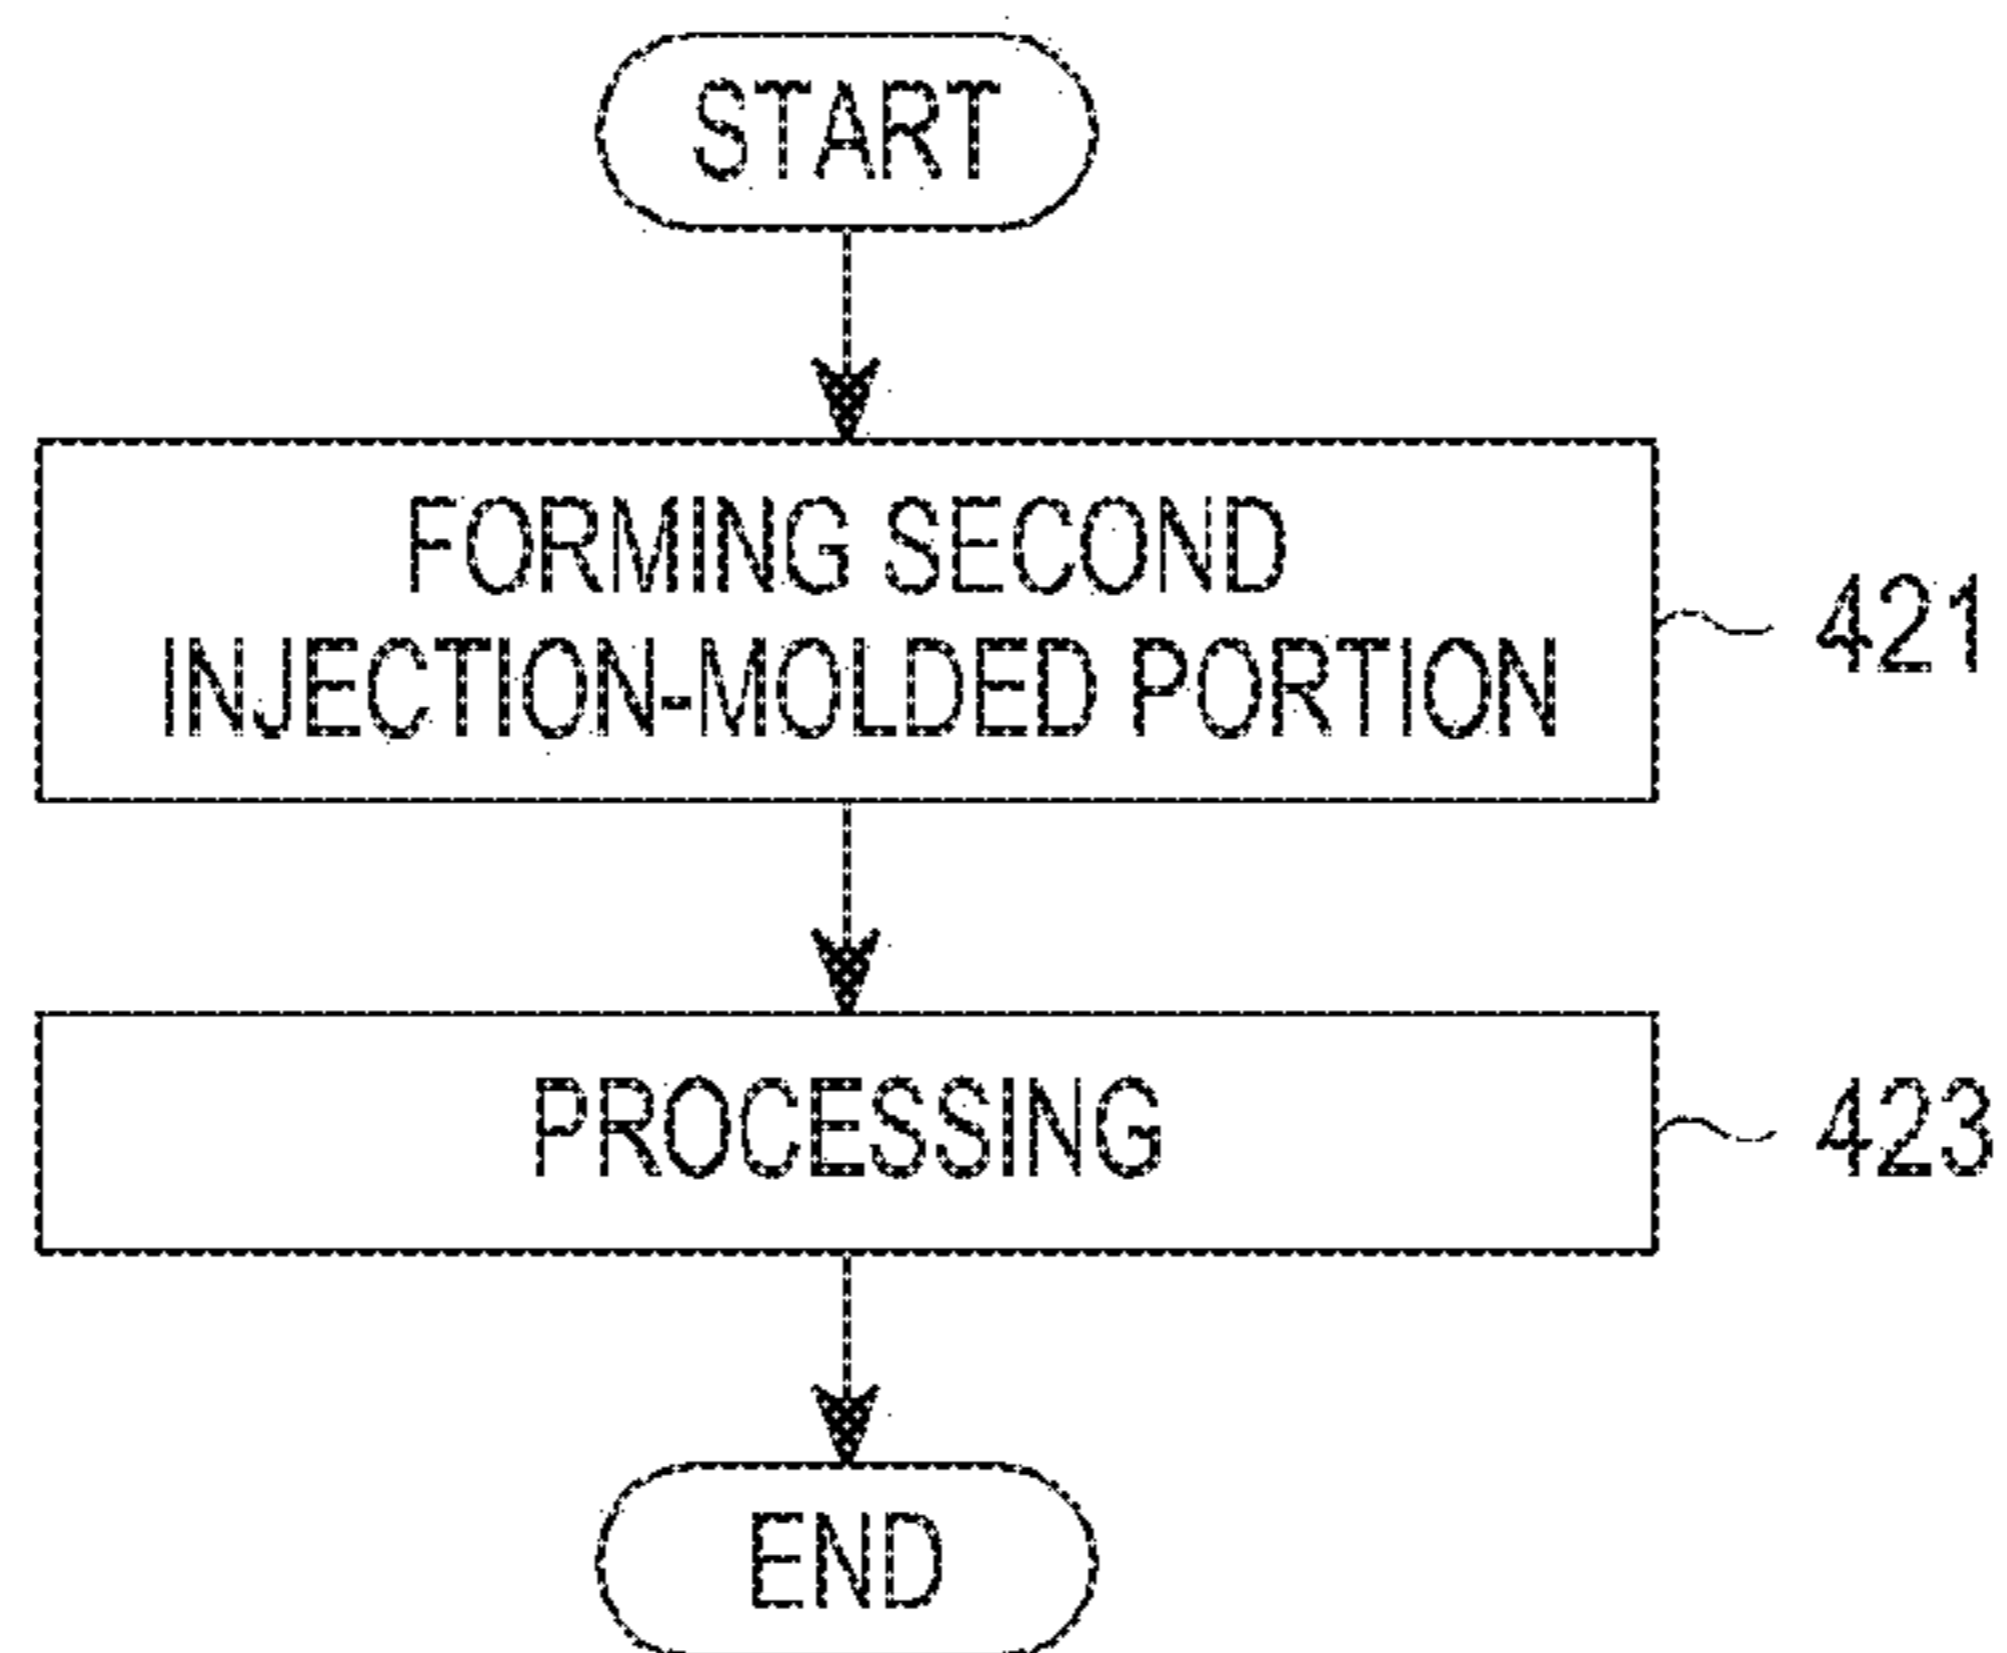 START
FORMING SECOND
INJECTION-MOLDED PORTION
421
PROCESSING
423
END